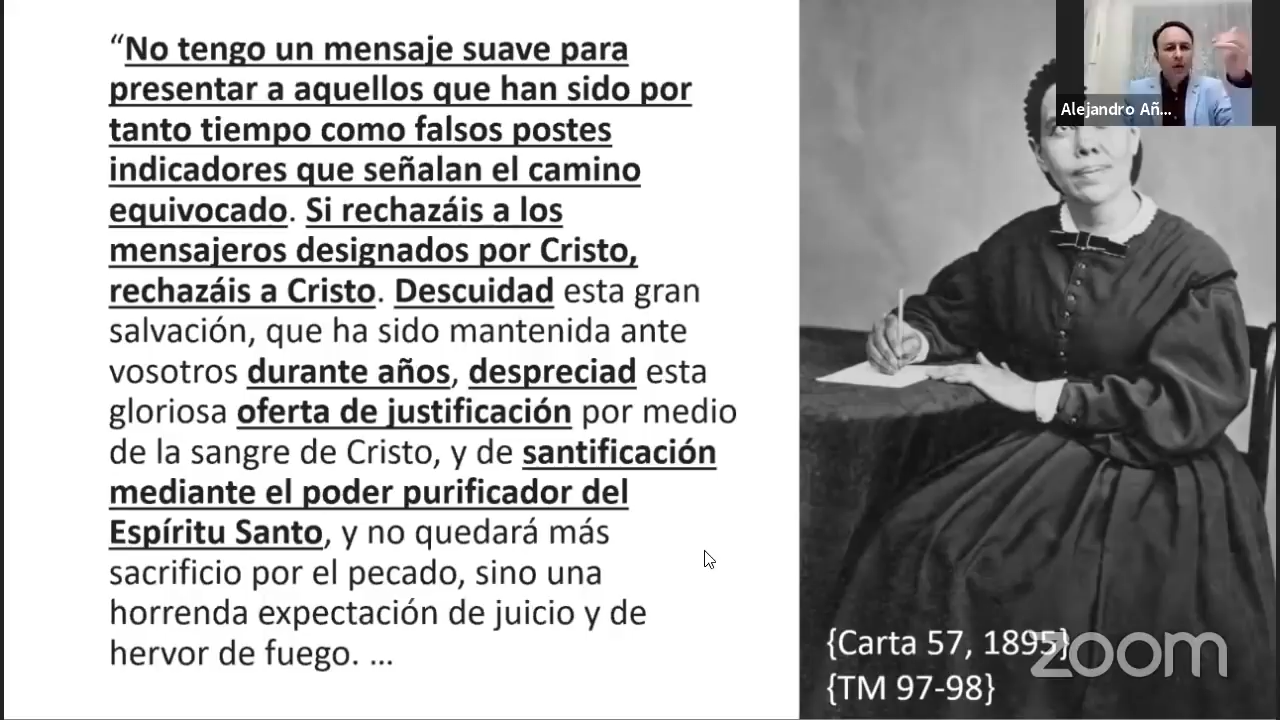 “No tengo un mensaje suave para
presentar a aquellos que han sido por
tanto tiempo como falsos postes
indicadores que señalan el camino
equivocado. Si rechazáis a los
mensajeros designados por Cristo,
rechazáis a Cristo. Descuidad esta gran
salvación, que ha sido mantenida ante
vosotros durante años, despreciad esta
gloriosa oferta de justificación por medio
de la sangre de Cristo, y de santificación
mediante el poder purificador del
Espíritu Santo, y no quedará más
sacrificio por el pecado, sino una
horrenda expectación de juicio y de
hervor de fuego. ...
Alejandro Añ...
{Carta 57, 1895}
{TM 97-98}
zoom